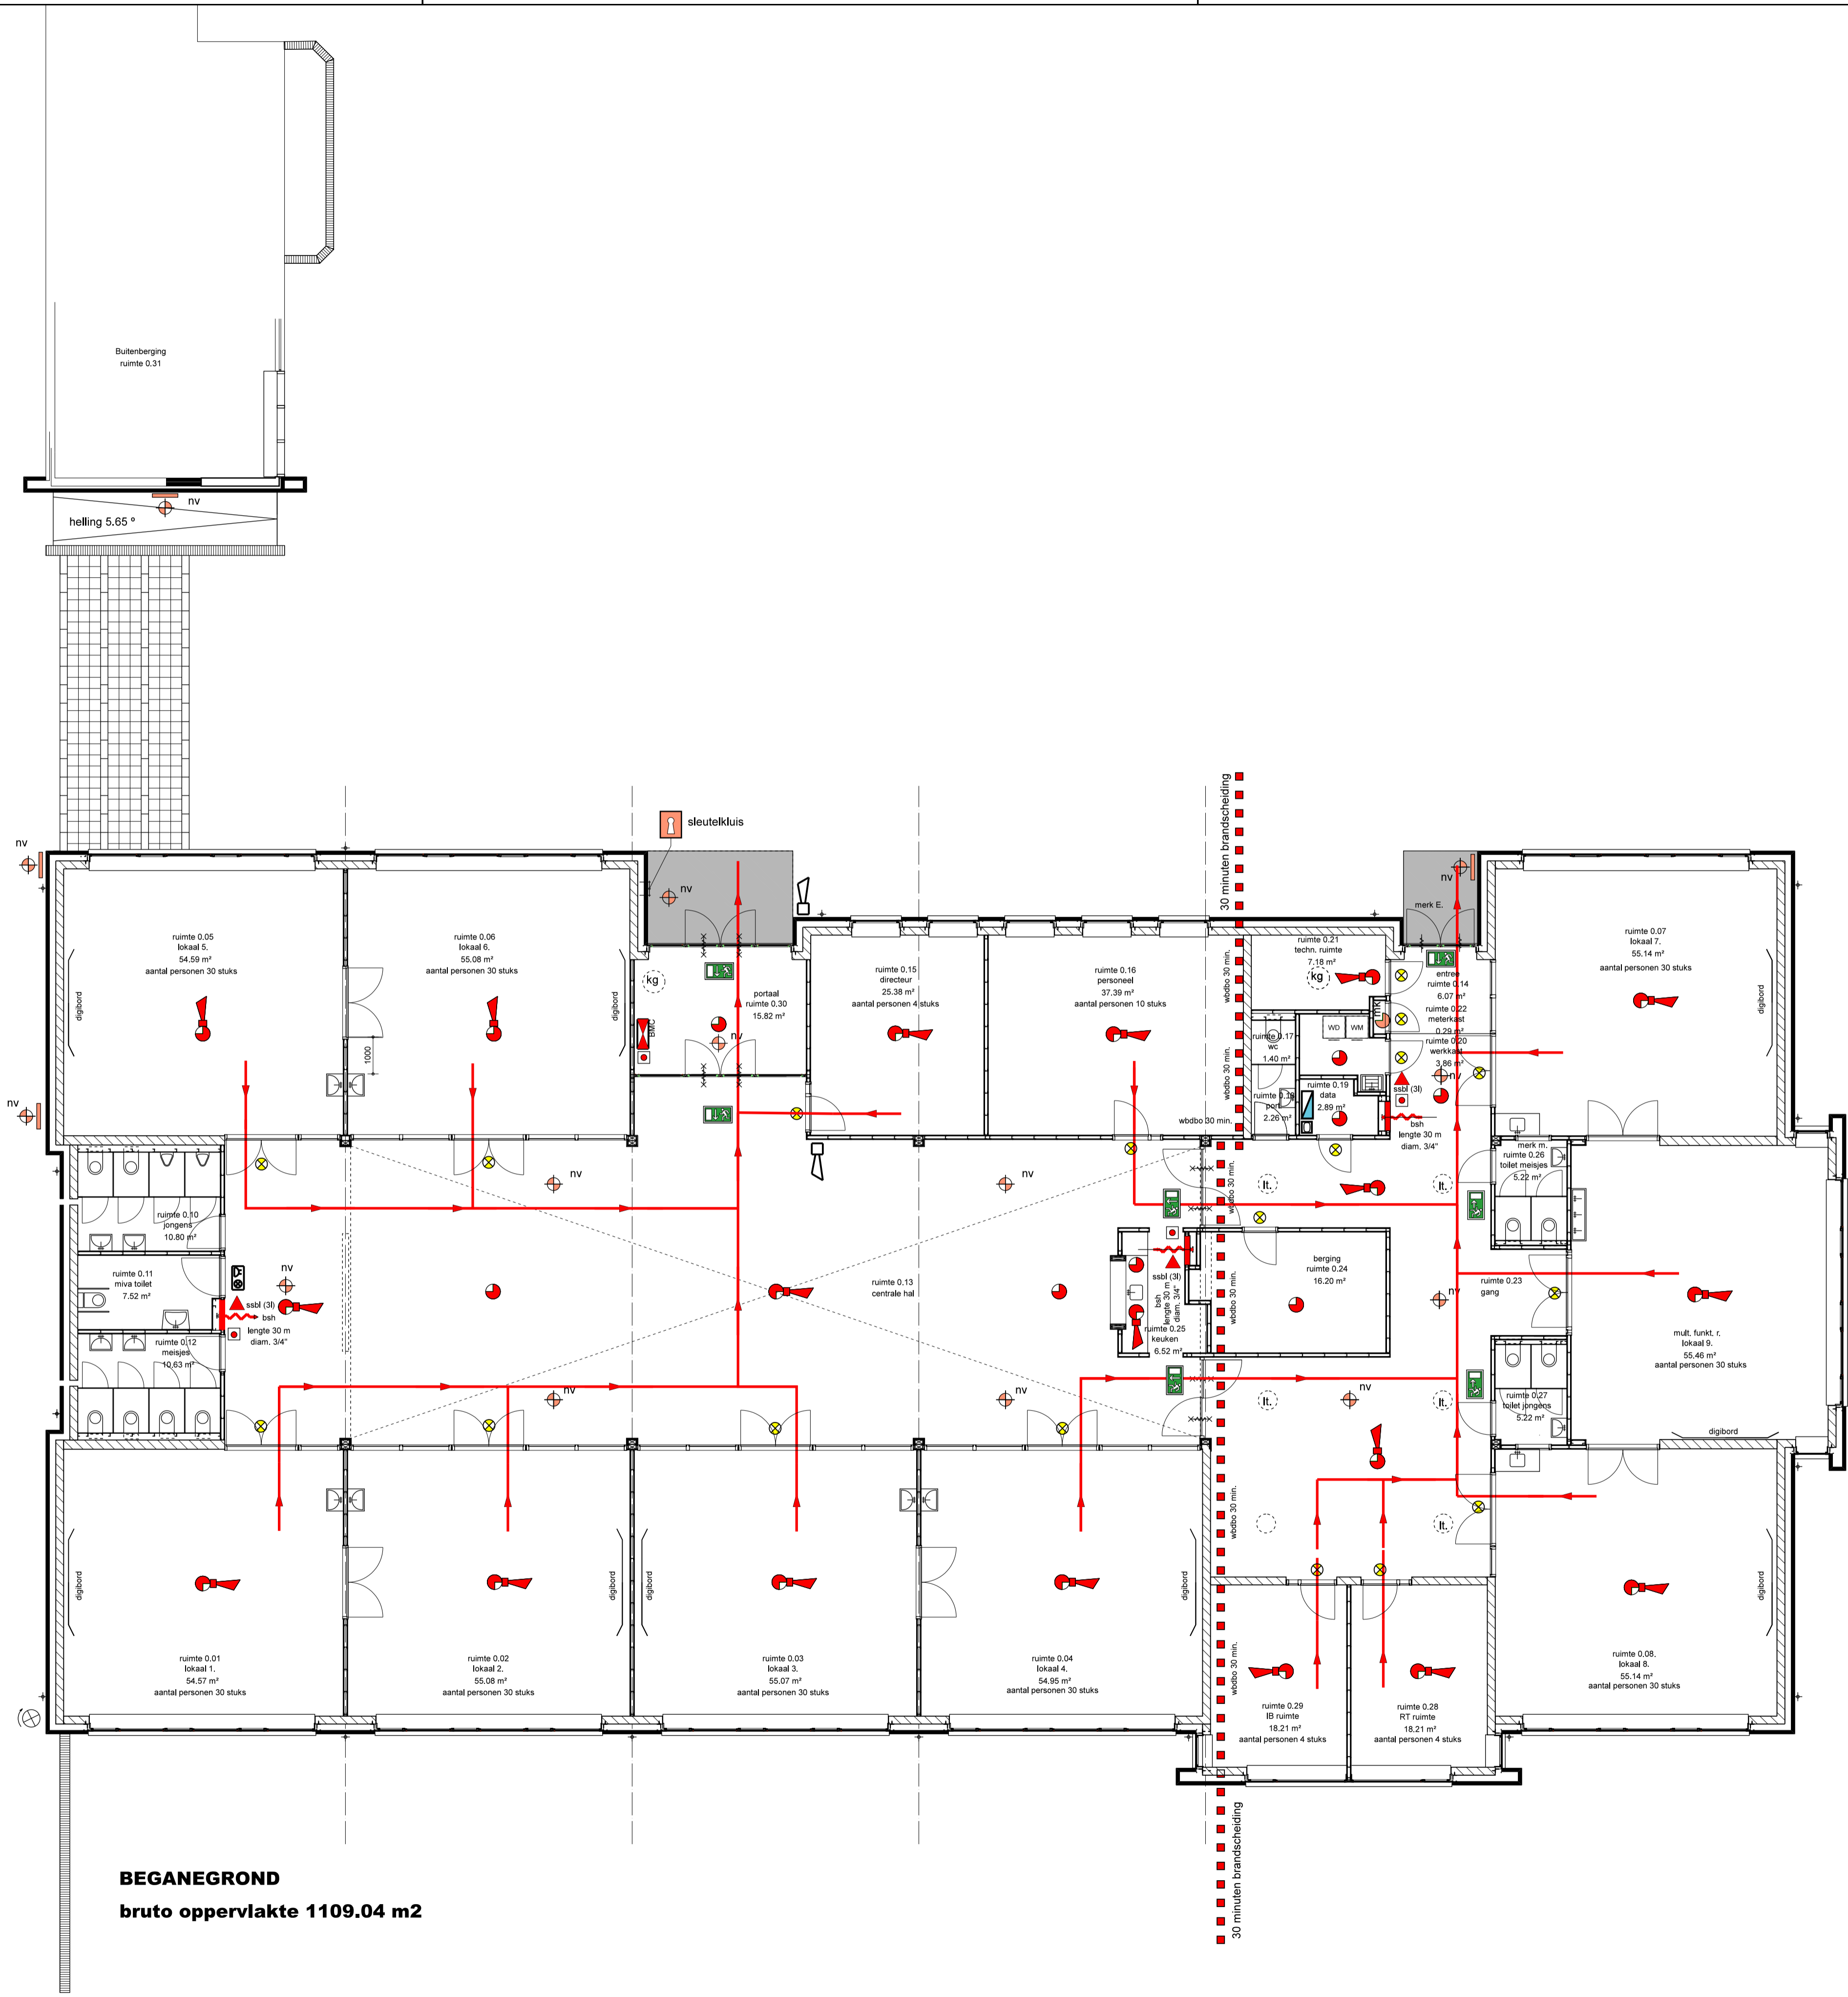 Buitenberging
ruimte 0.31
nv
helling 5.65 º
sleutelkluis
30 minuten brandscheiding
nv
nv
nv
merk E.
ruimte 0.05
lokaal 5.
54.59 m²
aantal personen 30 stuks
digibord
ruimte 0.06
lokaal 6.
55.08 m²
aantal personen 30 stuks
digibord
1000
kg
BMC
portaal
ruimte 0.30
15.82 m²
nv
ruimte 0.15
directeur
25.38 m²
aantal personen 4 stuks
ruimte 0.16
personeel
37.39 m²
aantal personen 10 stuks
wbdbo 30 min.
wbdbo 30 min.
wbdbo 30 min.
ruimte 0.21
techn. ruimte
7.18 m²
kg
mk
entree
ruimte 0.14
6.07 m²
ruimte 0.22
meterkast
0.29 m²
ruimte 0.20
werkkast
3.86 m²
nv
WD
WM
ruimte 0.17
wc
1.40 m²
ruimte 0.18
port.
2.26 m²
ruimte 0.19
data
2.89 m²
ssbl (3l)
bsh
lengte 30 m
diam. 3/4"
ruimte 0.07
lokaal 7.
55.14 m²
aantal personen 30 stuks
digibord
nv
merk m.
ruimte 0.26
toilet meisjes
5.22 m²
ruimte 0.10
jongens
10.80 m²
ruimte 0.11
miva toilet
7.52 m²
ruimte 0.12
meisjes
10.63 m²
nv
ssbl (3l)
bsh
lengte 30 m
diam. 3/4"
nv
nv
ruimte 0.13
centrale hal
nv
nv
ssbl (3l)
bsh
lengte 30 m
diam. 3/4"
ruimte 0.25
keuken
6.52 m²
wbdbo 30 min.
wbdbo 30 min.
lt.
lt.
berging
ruimte 0.24
16.20 m²
nv
ruimte 0.23
gang
nv
lt.
lt.
lt.
ruimte 0.27
toilet jongens
5.22 m²
mult. funkt. r.
lokaal 9.
55.46 m²
aantal personen 30 stuks
digibord
digibord
ruimte 0.01
lokaal 1.
54.57 m²
aantal personen 30 stuks
ruimte 0.02
lokaal 2.
55.08 m²
aantal personen 30 stuks
digibord
digibord
ruimte 0.03
lokaal 3.
55.07 m²
aantal personen 30 stuks
ruimte 0.04
lokaal 4.
54.95 m²
aantal personen 30 stuks
digibord
wbdbo 30 min.
wbdbo 30 min.
ruimte 0.29
IB ruimte
18.21 m²
aantal personen 4 stuks
ruimte 0.28
RT ruimte
18.21 m²
aantal personen 4 stuks
ruimte 0.08.
lokaal 8.
55.14 m²
aantal personen 30 stuks
digibord
30 minuten brandscheiding
BEGANEGROND
bruto oppervlakte 1109.04 m2